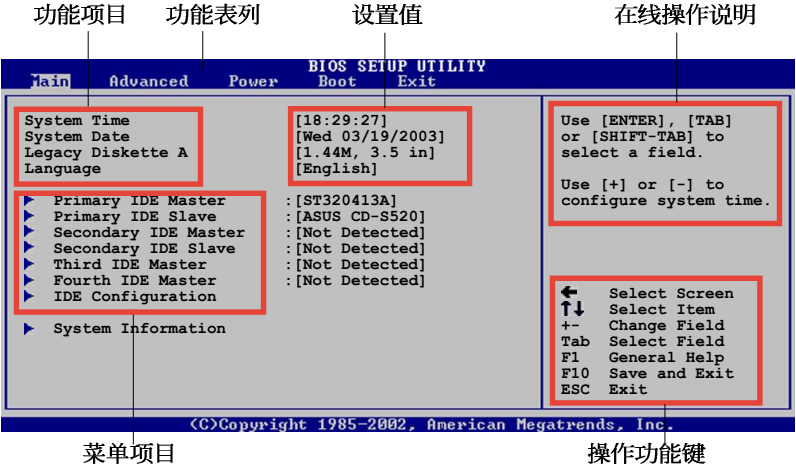 功能项目 功能表列 设置值 在线操作说明
BIOS SETUP UTILITY
Main Advanced Power Boot Exit
System Time [18:29:27]
System Date [Wed 03/19/2003]
Legacy Diskette A [1.44M, 3.5 in]
Language [English]
Primary IDE Master :[ST320413A]
Primary IDE Slave :[ASUS CD-S520]
Secondary IDE Master :[Not Detected]
Secondary IDE Slave :[Not Detected]
Third IDE Master :[Not Detected]
Fourth IDE Master :[Not Detected]
IDE Configuration
System Information
Use [ENTER], [TAB]
or [SHIFT-TAB] to
select a field.
Use [+] or [-] to
configure system time.
← Select Screen
↑↓ Select Item
+- Change Field
Tab Select Field
F1 General Help
F10 Save and Exit
ESC Exit
(C)Copyright 1985-2002, American Megatrends, Inc.
菜单项目 操作功能键